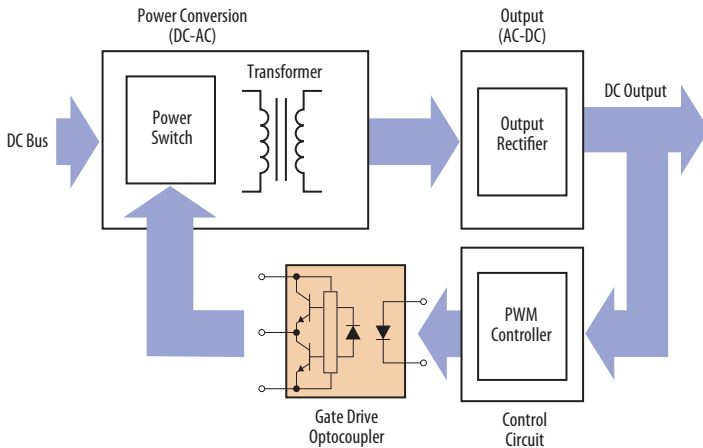 Power Conversion
(DC-AC)
Output
(AC-DC)
Transformer
DC Output
Power
Switch
DC Bus
Output
Rectifier
PWM
Controller
Gate Drive
Optocoupler
Control
Circuit